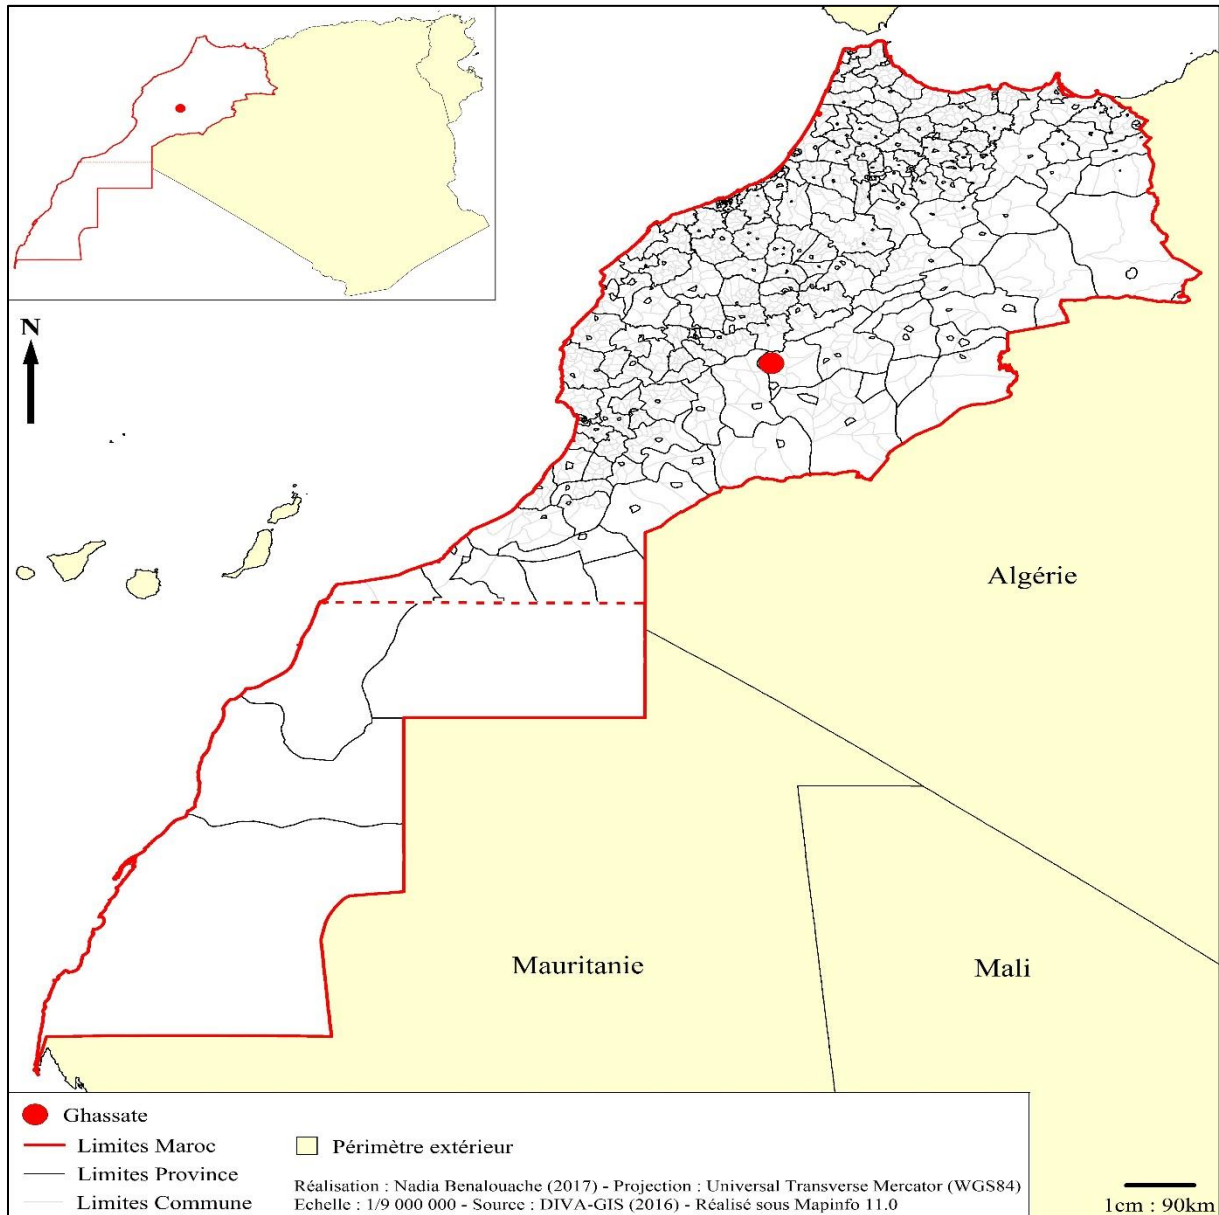 N
Algérie
Mauritanie
Mali
Ghassate
Limites Maroc
Limites Province
Limites Commune
Périmètre extérieur
Réalisation : Nadia Benalouache (2017) - Projection : Universal Transverse Mercator (WGS84)
Echelle : 1/9 000 000 - Source : DIVA-GIS (2016) - Réalisé sous Mapinfo 11.0
1cm : 90km